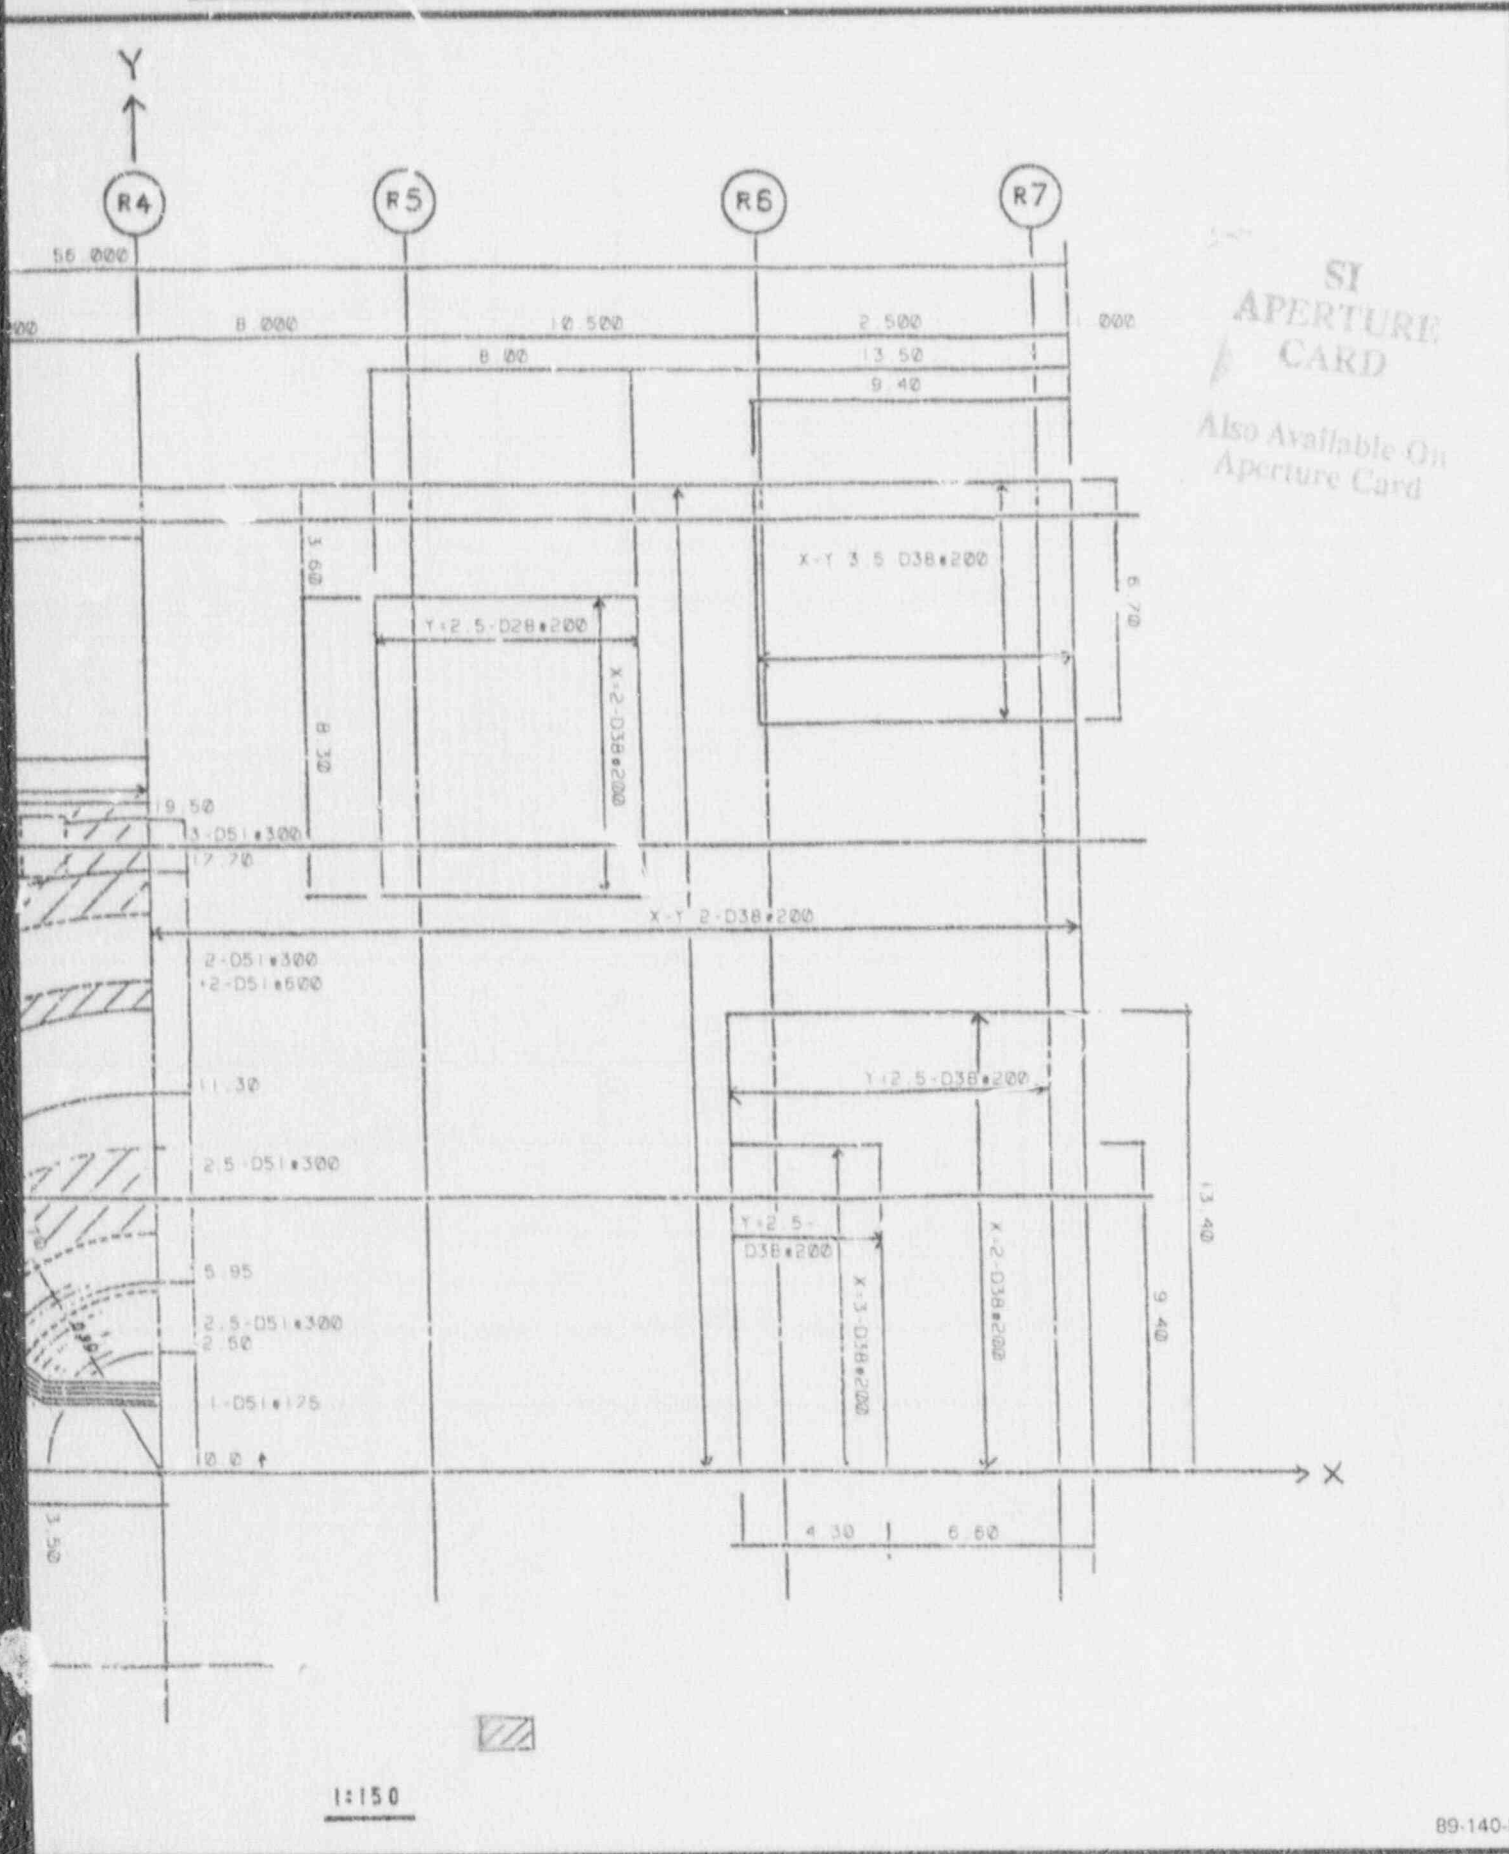 Y
R4
R5
R6
R7
56 000
00
8 000
10 500
2.500
000
8 00
13 50
9 40
SI
APERTURE
CARD
Also Available On
Aperture Card
3 60
X-Y 3 5 D38*200
6 70
Y=2.5-D28*200
X=2-D38*200
8 30
19.50
3-D51*300
17.70
X-Y 2-D38*200
2-D51*300
+2-D51*600
11.30
Y=2.5-D38*200
2.5-D51*300
13.40
Y=2.5-
D38*200
X=2-D38*200
5 95
9 40
2.5-D51*300
2.50
X=3-D38*200
1-D51*175
0.0
X
3.50
4 30
6.60
1:150
89-140-